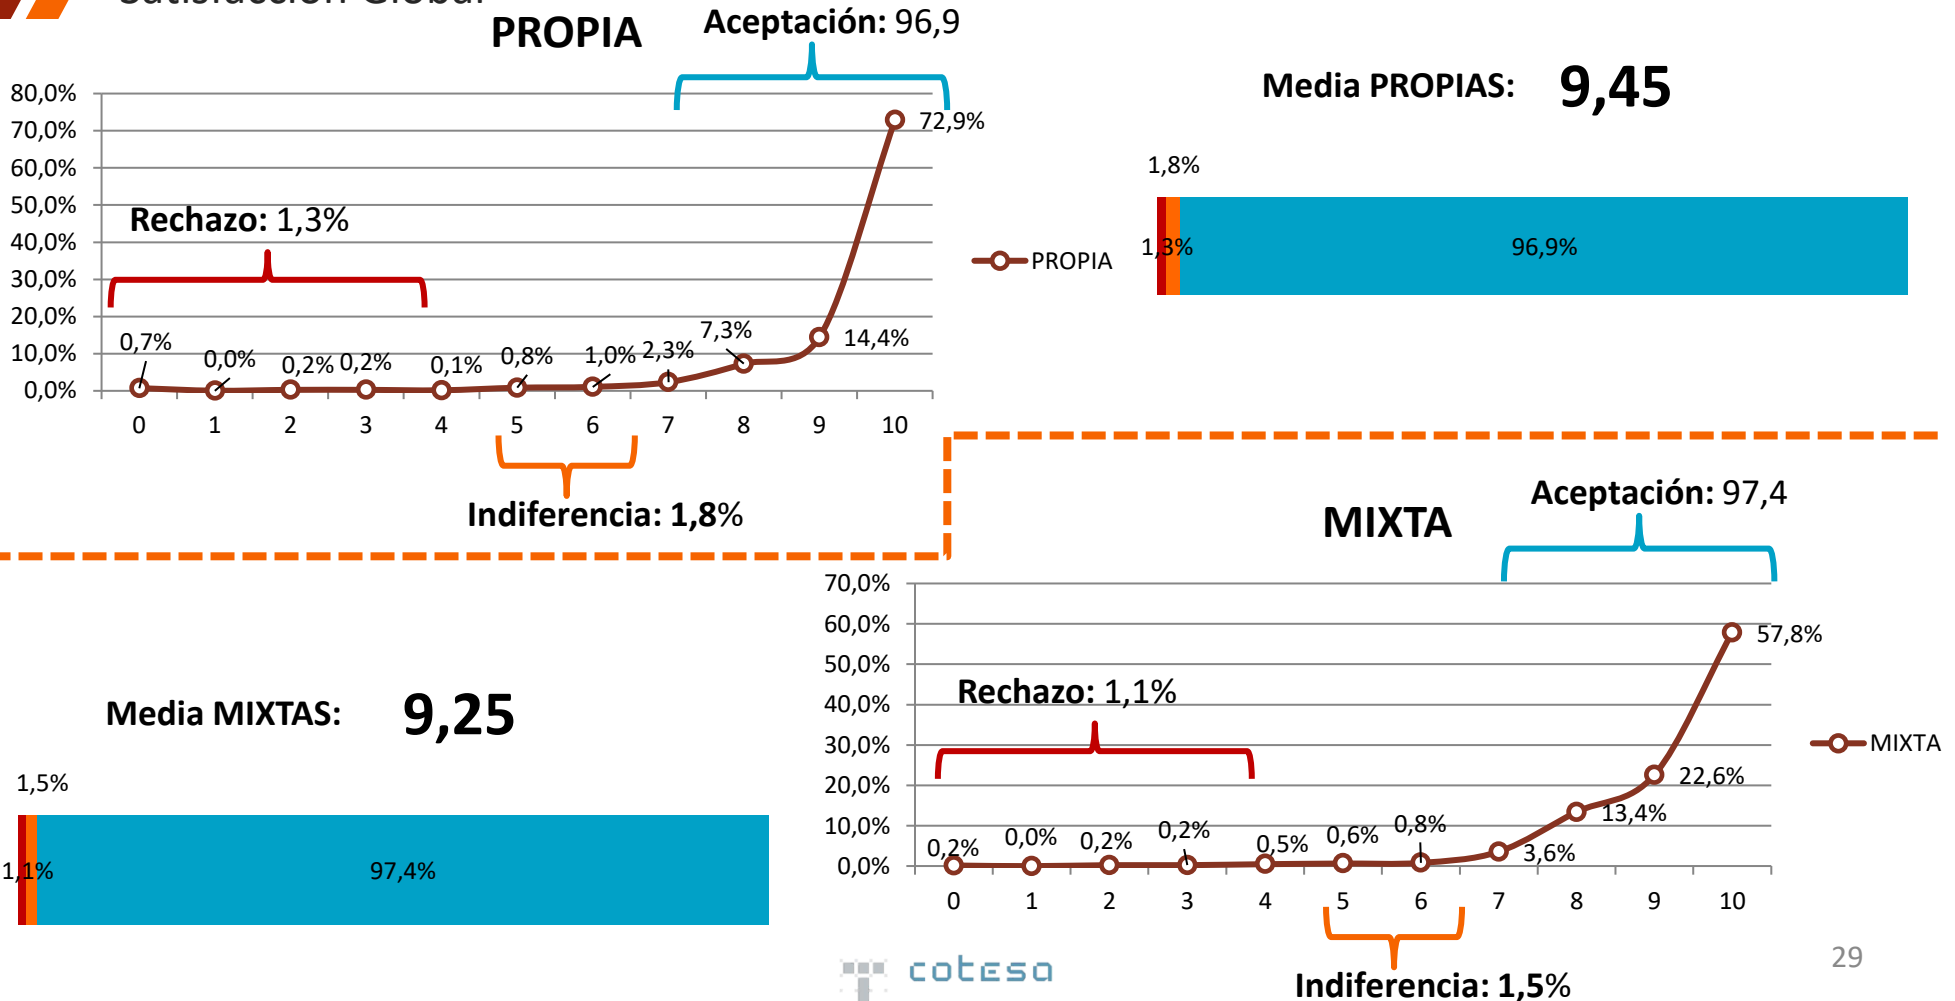 Satisfacción Global
PROPIA
Aceptación: 96,9
80,0%
70,0%
60,0%
50,0%
40,0%
30,0%
20,0%
10,0%
0,0%
Rechazo: 1,3%
0,7%
0,0%
0,2%
0,2%
0,1%
0,8%
1,0%
2,3%
7,3%
14,4%
72,9%
0 1 2 3 4 5 6 7 8 9 10
PROPIA
Indiferencia: 1,8%
Media PROPIAS: 9,45
1,8%
1,3%
96,9%
MIXTA
Aceptación: 97,4
70,0%
60,0%
50,0%
40,0%
30,0%
20,0%
10,0%
0,0%
Rechazo: 1,1%
0,2%
0,0%
0,2%
0,2%
0,5%
0,6%
0,8%
3,6%
13,4%
22,6%
57,8%
0 1 2 3 4 5 6 7 8 9 10
MIXTA
Indiferencia: 1,5%
Media MIXTAS: 9,25
1,5%
1,1%
97,4%
cotesa
29